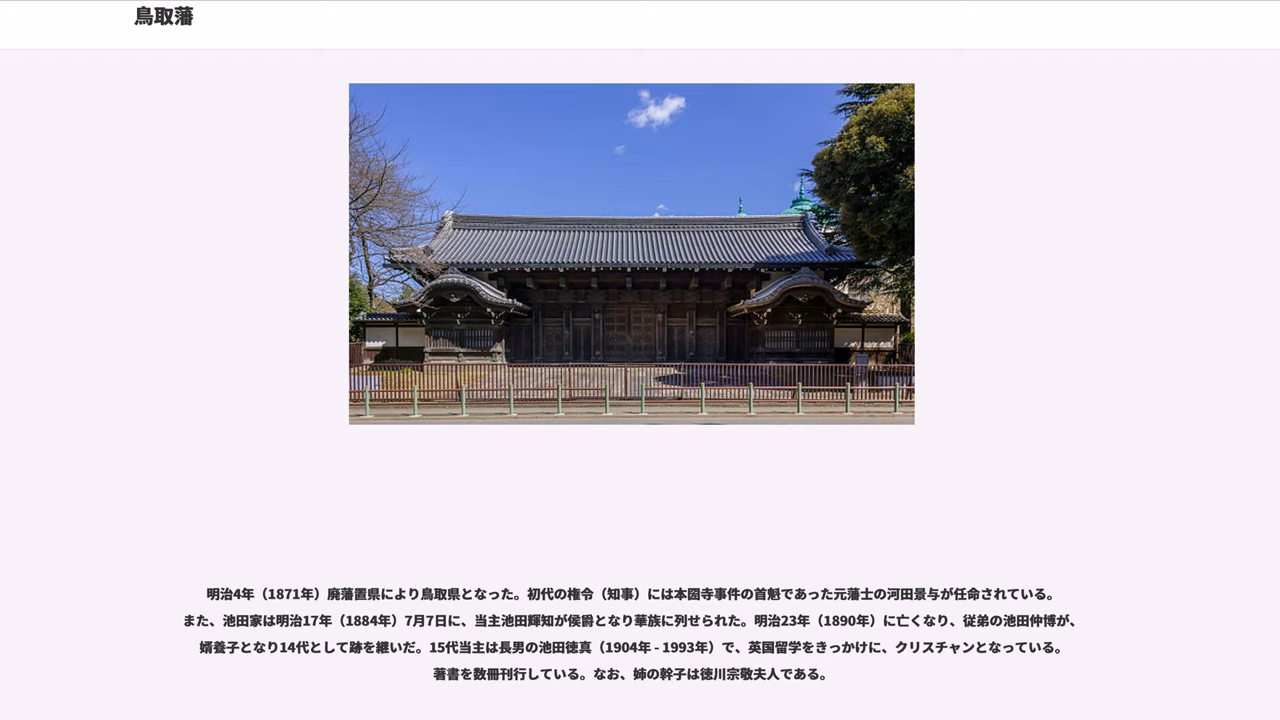 鳥取藩
明治4年（1871年）廃藩置県により鳥取県となった。初代の権令（知事）には本圀寺事件の首魁であった元藩士の河田景与が任命されている。
また、池田家は明治17年（1884年）7月7日に、当主池田輝知が侯爵となり華族に列せられた。明治23年（1890年）に亡くなり、従弟の池田仲博が、
婿養子となり14代として跡を継いだ。15代当主は長男の池田徳真（1904年 - 1993年）で、英国留学をきっかけに、クリスチャンとなっている。
著書を数冊刊行している。なお、姉の幹子は徳川宗敬夫人である。